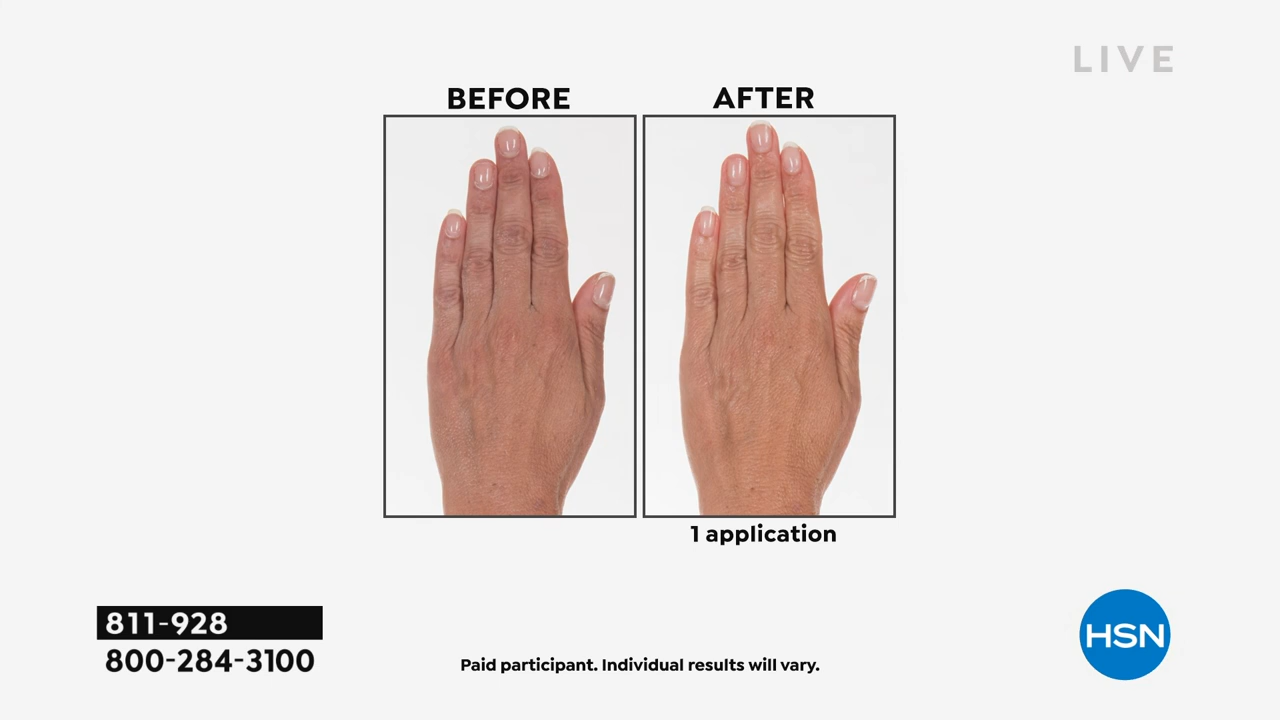 LIVE
BEFORE
AFTER
1 application
811-928
800-284-3100
Paid participant. Individual results will vary.
HSN